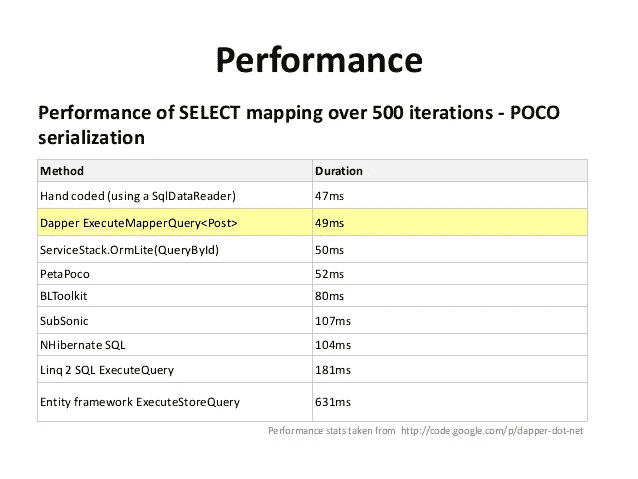 Performance
Performance of SELECT mapping over 500 iterations - POCO
serialization
Method Duration
Hand coded (using a SqlDataReader) 47ms
Dapper ExecuteMapperQuery<Post> 49ms
ServiceStack.OrmLite(QueryById) 50ms
PetaPoco 52ms
BLToolkit 80ms
SubSonic 107ms
NHibernate SQL 104ms
Linq 2 SQL ExecuteQuery 181ms
Entity framework ExecuteStoreQuery 631ms
Performance stats taken from http://code.google.com/p/dapper-dot-net